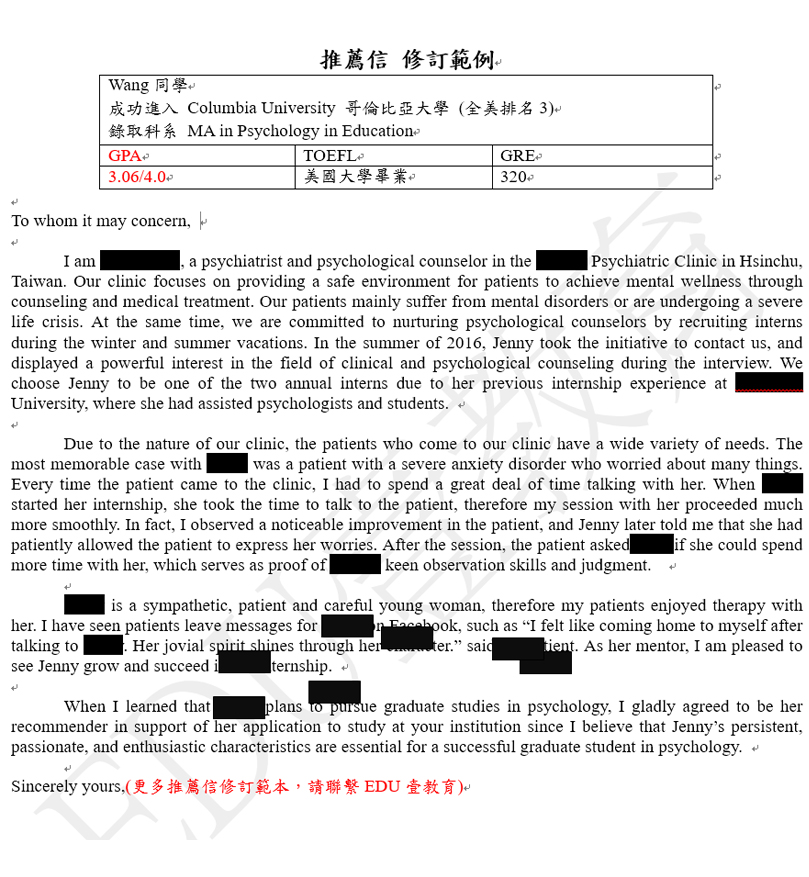 推薦信 修訂範例
Wang 同學
成功進入 Columbia University 哥倫比亞大學 (全美排名 3)
錄取科系 MA in Psychology in Education
GPA TOEFL GRE
3.06/4.0 美國大學畢業 320
To whom it may concern,
I am , a psychiatrist and psychological counselor in the Psychiatric Clinic in Hsinchu,
Taiwan. Our clinic focuses on providing a safe environment for patients to achieve mental wellness through
counseling and medical treatment. Our patients mainly suffer from mental disorders or are undergoing a severe
life crisis. At the same time, we are committed to nurturing psychological counselors by recruiting interns
during the winter and summer vacations. In the summer of 2016, Jenny took the initiative to contact us, and
displayed a powerful interest in the field of clinical and psychological counseling during the interview. We
choose Jenny to be one of the two annual interns due to her previous internship experience at
University, where she had assisted psychologists and students.
Due to the nature of our clinic, the patients who come to our clinic have a wide variety of needs. The
most memorable case with was a patient with a severe anxiety disorder who worried about many things.
Every time the patient came to the clinic, I had to spend a great deal of time talking with her. When
started her internship, she took the time to talk to the patient, therefore my session with her proceeded much
more smoothly. In fact, I observed a noticeable improvement in the patient, and Jenny later told me that she had
patiently allowed the patient to express her worries. After the session, the patient asked if she could spend
more time with her, which serves as proof of keen observation skills and judgment.
is a sympathetic, patient and careful young woman, therefore my patients enjoyed therapy with
her. I have seen patients leave messages for on Facebook, such as “I felt like coming home to myself after
talking to . Her jovial spirit shines through her character.” said tient. As her mentor, I am pleased to
see Jenny grow and succeed i ternship.
When I learned that plans to pursue graduate studies in psychology, I gladly agreed to be her
recommender in support of her application to study at your institution since I believe that Jenny’s persistent,
passionate, and enthusiastic characteristics are essential for a successful graduate student in psychology.
Sincerely yours,(更多推薦信修訂範本，請聯繫 EDU 壹教育)
EDU壹教育